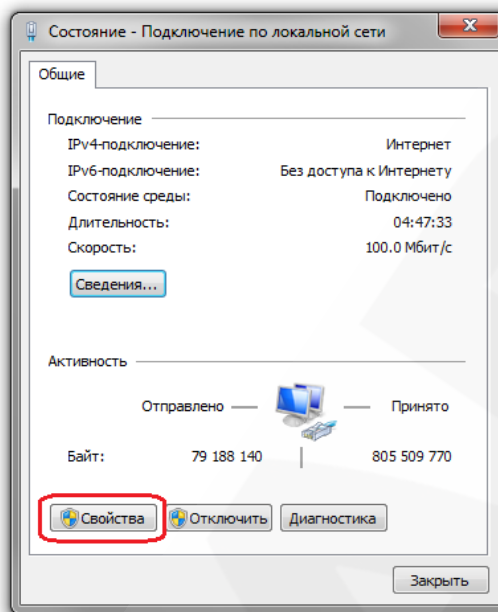 Состояние - Подключение по локальной сети
Общие
Подключение
IPv4-подключение: Интернет
IPv6-подключение: Без доступа к Интернету
Состояние среды: Подключено
Длительность: 04:47:33
Скорость: 100.0 Мбит/с
Сведения...
Активность
Отправлено — — Принято
Байт: 79 188 140 | 805 509 770
Свойства Отключить Диагностика
Закрыть